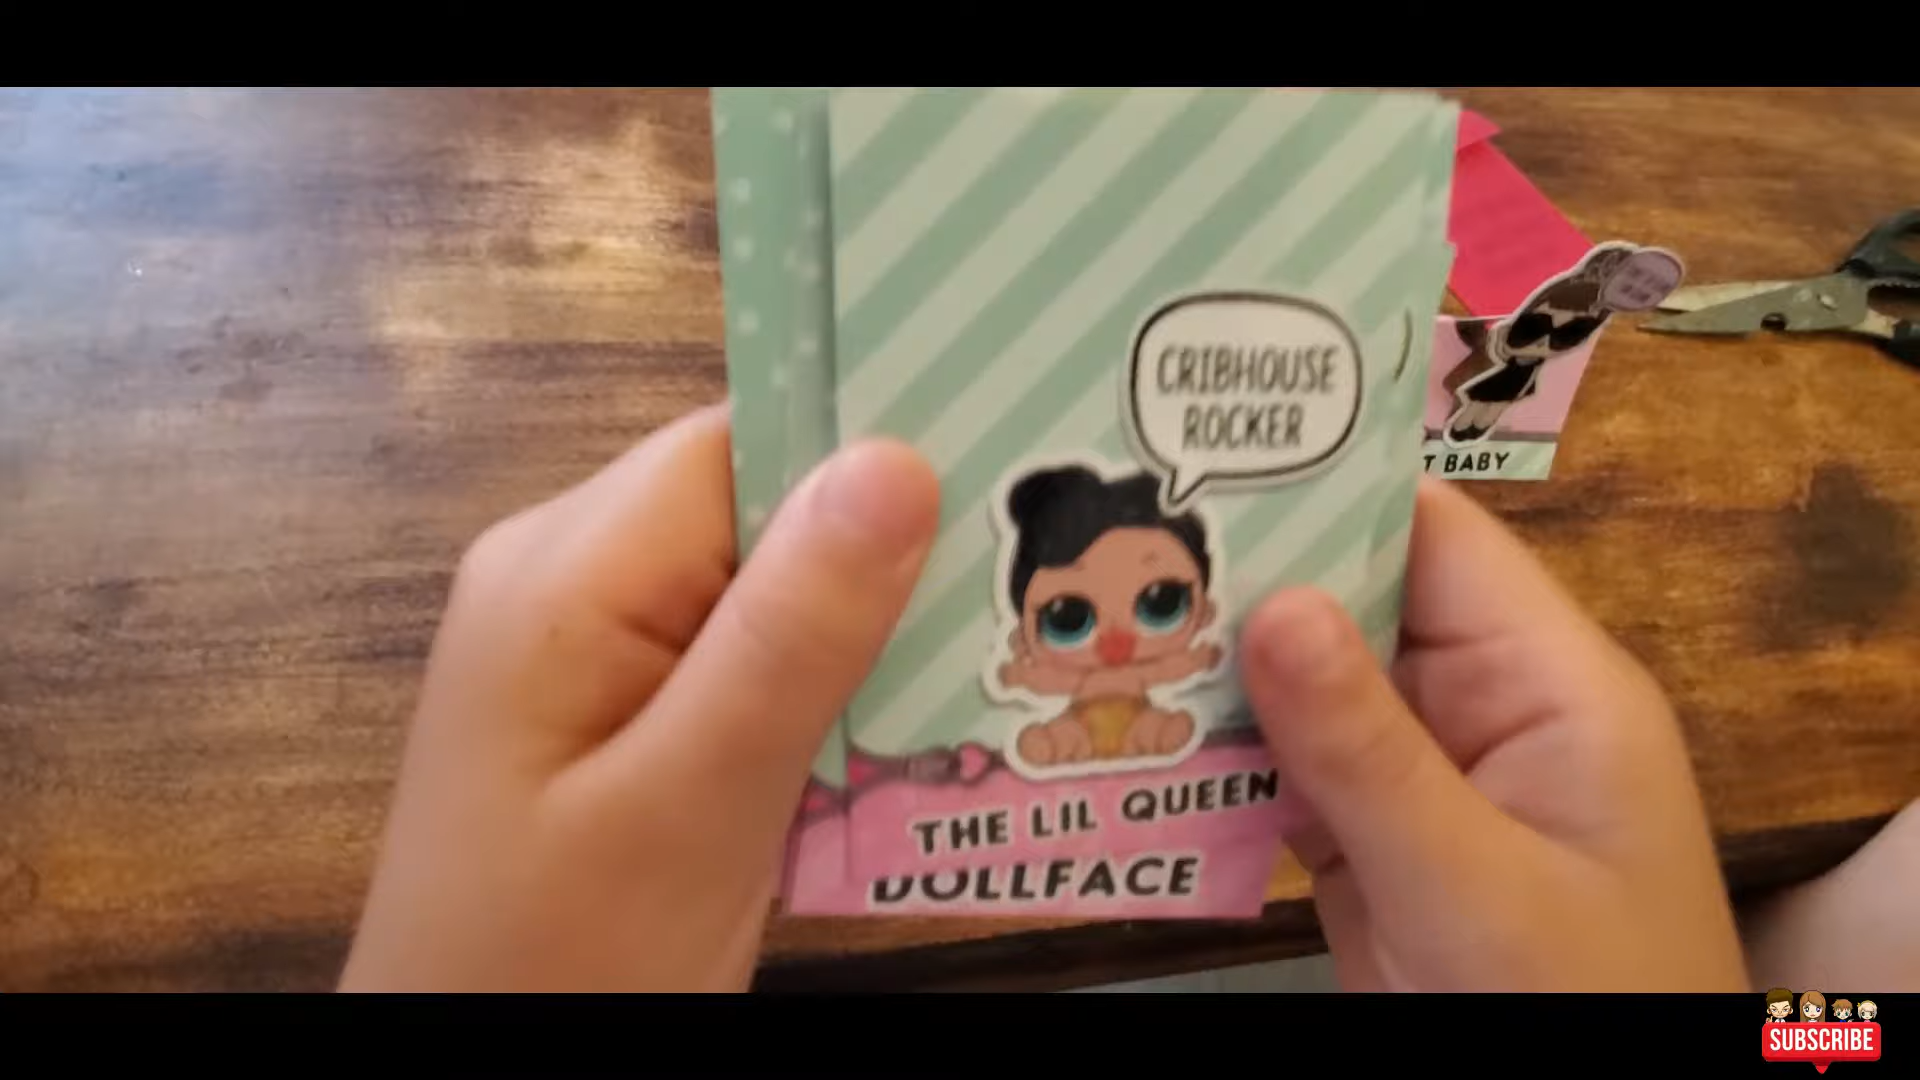 CRIBHOUSE
ROCKER
T BABY
THE LIL QUEEN
DOLLFACE
SUBSCRIBE